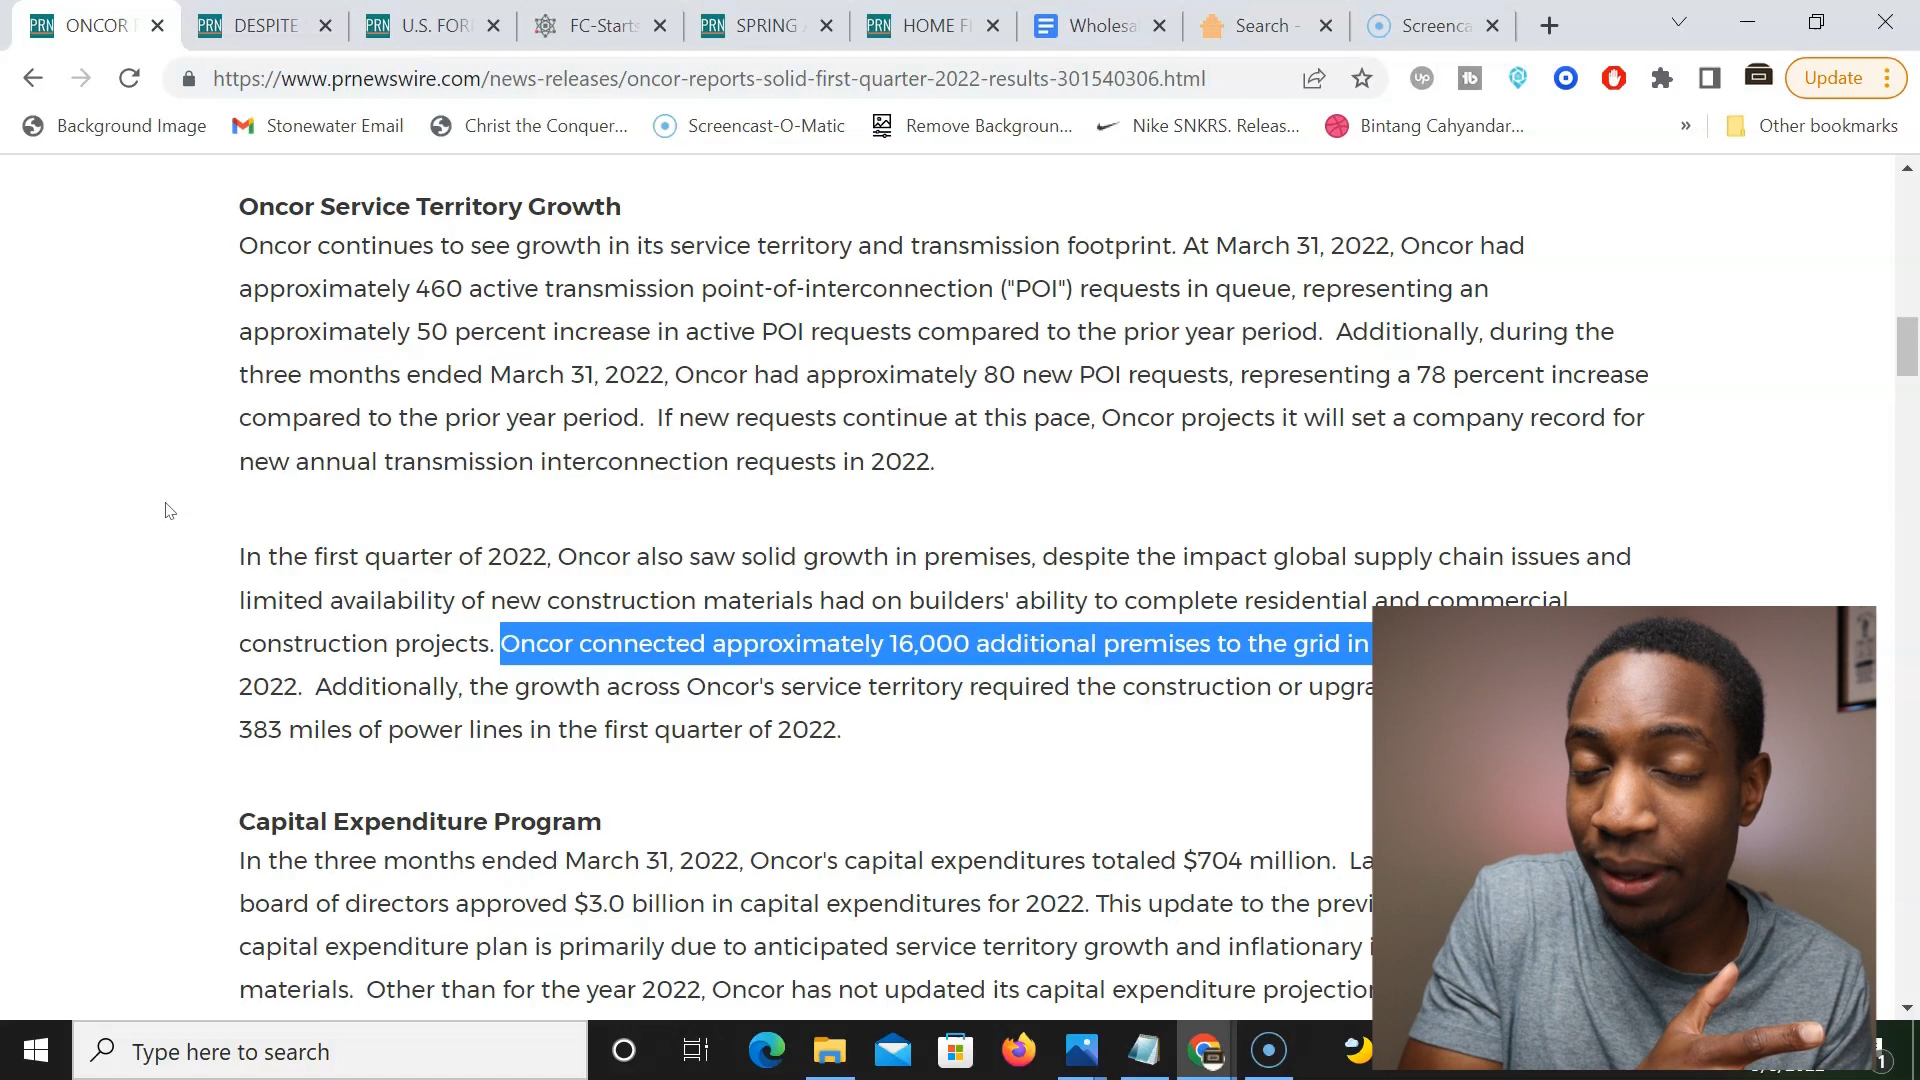 ONCOR
DESPITE
U.S. FOR
FC-Starts
SPRING
HOME F
Wholesa
Search -
Screenca
https://www.prnewswire.com/news-releases/oncor-reports-solid-first-quarter-2022-results-301540306.html
Update
Background Image
Stonewater Email
Christ the Conquer...
Screencast-O-Matic
Remove Backgroun...
Nike SNKRS. Releas...
Bintang Cahyandar...
»
Other bookmarks
Oncor Service Territory Growth
Oncor continues to see growth in its service territory and transmission footprint. At March 31, 2022, Oncor had
approximately 460 active transmission point-of-interconnection ("POI") requests in queue, representing an
approximately 50 percent increase in active POI requests compared to the prior year period. Additionally, during the
three months ended March 31, 2022, Oncor had approximately 80 new POI requests, representing a 78 percent increase
compared to the prior year period. If new requests continue at this pace, Oncor projects it will set a company record for
new annual transmission interconnection requests in 2022.
In the first quarter of 2022, Oncor also saw solid growth in premises, despite the impact global supply chain issues and
limited availability of new construction materials had on builders' ability to complete residential and commercial
construction projects. Oncor connected approximately 16,000 additional premises to the grid in
2022. Additionally, the growth across Oncor's service territory required the construction or upgra
383 miles of power lines in the first quarter of 2022.
Capital Expenditure Program
In the three months ended March 31, 2022, Oncor's capital expenditures totaled $704 million. La
board of directors approved $3.0 billion in capital expenditures for 2022. This update to the previ
capital expenditure plan is primarily due to anticipated service territory growth and inflationary i
materials. Other than for the year 2022, Oncor has not updated its capital expenditure projection
Type here to search